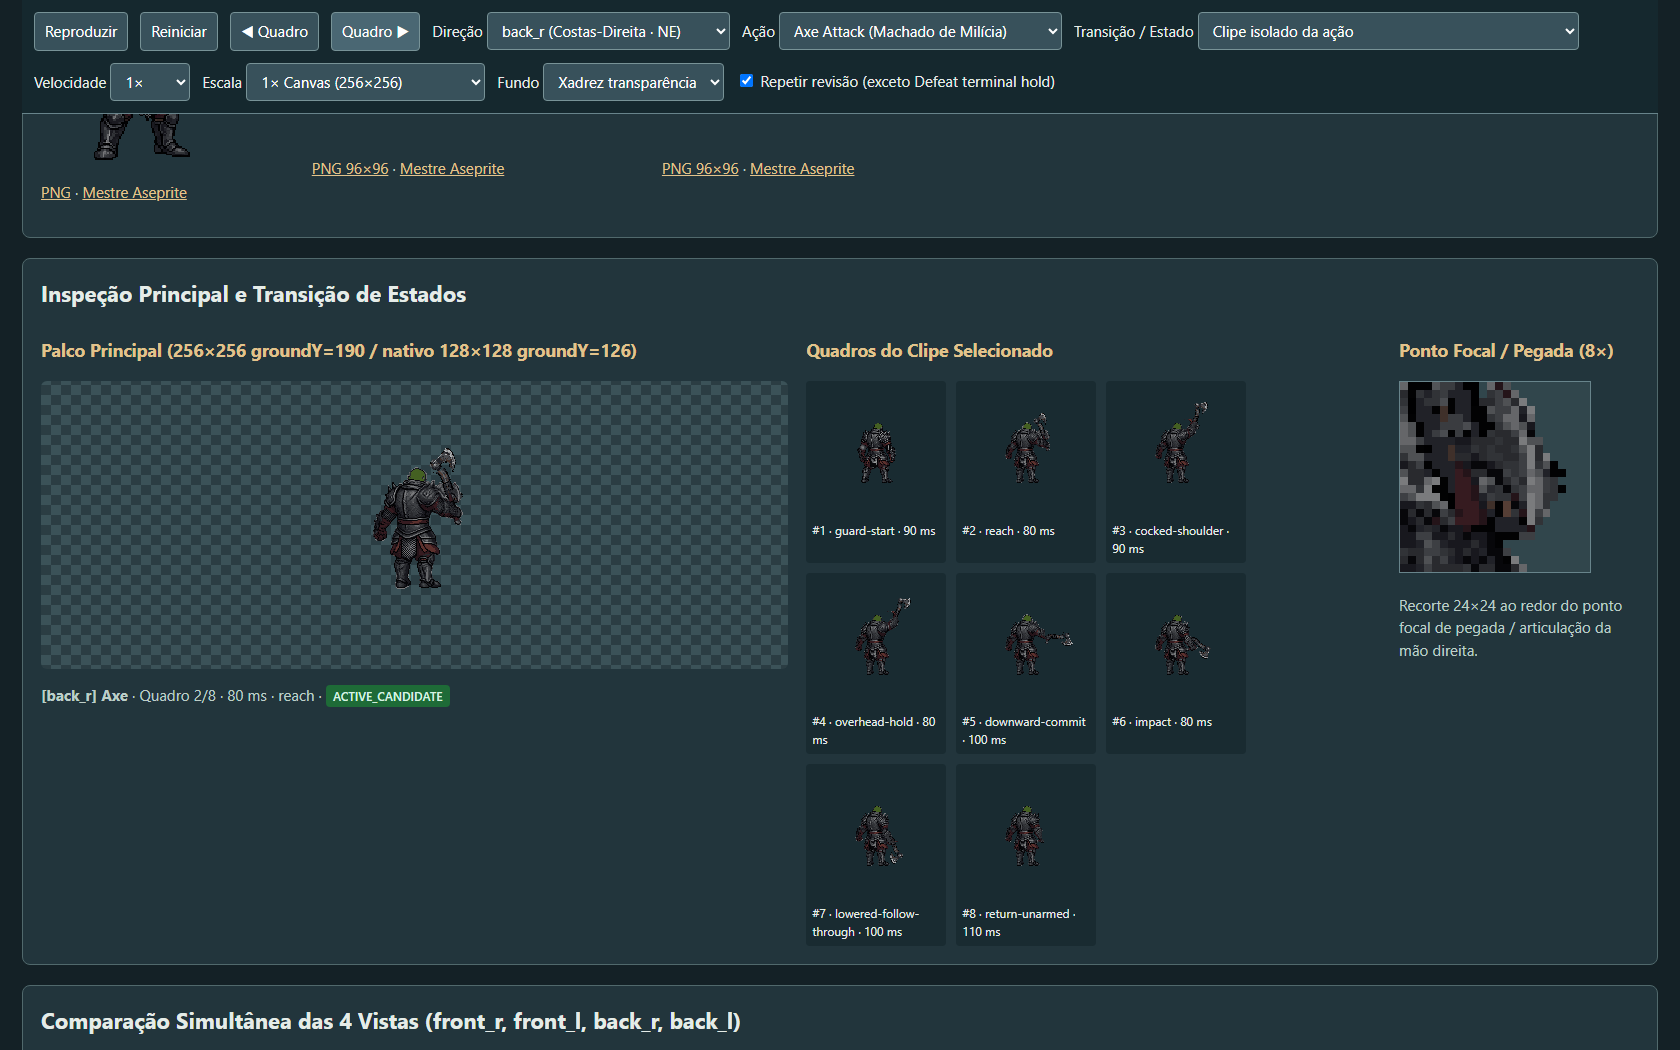 Reproduzir
Reiniciar
◀ Quadro
Quadro ▶
Direção
back_r (Costas-Direita · NE)
Ação
Axe Attack (Machado de Milícia)
Transição / Estado
Clipe isolado da ação
Velocidade
1×
Escala
1× Canvas (256×256)
Fundo
Xadrez transparência
Repetir revisão (exceto Defeat terminal hold)
PNG 96×96 · Mestre Aseprite
PNG 96×96 · Mestre Aseprite
PNG · Mestre Aseprite
Inspeção Principal e Transição de Estados
Palco Principal (256×256 groundY=190 / nativo 128×128 groundY=126)
[back_r] Axe · Quadro 2/8 · 80 ms · reach · ACTIVE_CANDIDATE
Quadros do Clipe Selecionado
#1 · guard-start · 90 ms
#2 · reach · 80 ms
#3 · cocked-shoulder ·
90 ms
#4 · overhead-hold · 80
ms
#5 · downward-commit
· 100 ms
#6 · impact · 80 ms
#7 · lowered-follow-
through · 100 ms
#8 · return-unarmed ·
110 ms
Ponto Focal / Pegada (8×)
Recorte 24×24 ao redor do ponto
focal de pegada / articulação da
mão direita.
Comparação Simultânea das 4 Vistas (front_r, front_l, back_r, back_l)